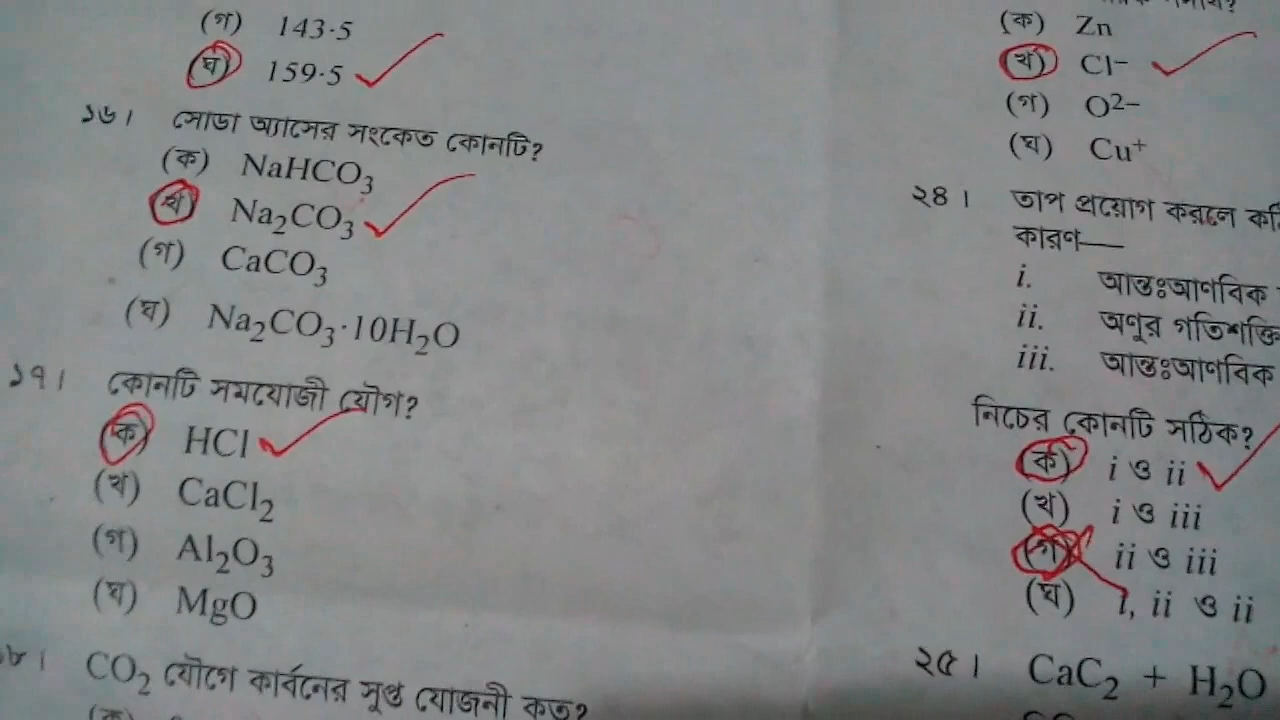 (গ) 143·5
(ঘ) 159·5
১৬। সোডা অ্যাসের সংকেত কোনটি?
(ক) NaHCO₃
(খ) Na₂CO₃
(গ) CaCO₃
(ঘ) Na₂CO₃·10H₂O
১৭। কোনটি সমযোজী যৌগ?
(ক) HCl
(খ) CaCl₂
(গ) Al₂O₃
(ঘ) MgO
১৮। CO₂ যৌগে কার্বনের সুপ্ত যোজনী কত?
(ক) Zn
(খ) Cl⁻
(গ) O²⁻
(ঘ) Cu⁺
২৪। তাপ প্রয়োগ করলে
কারণ—
i. আন্তঃআণবিক
ii. অণুর গতিশক্তি
iii. আন্তঃআণবিক
নিচের কোনটি সঠিক?
(ক) i ও ii
(খ) i ও iii
(গ) ii ও iii
(ঘ) i, ii ও ii
২৫। CaC₂ + H₂O